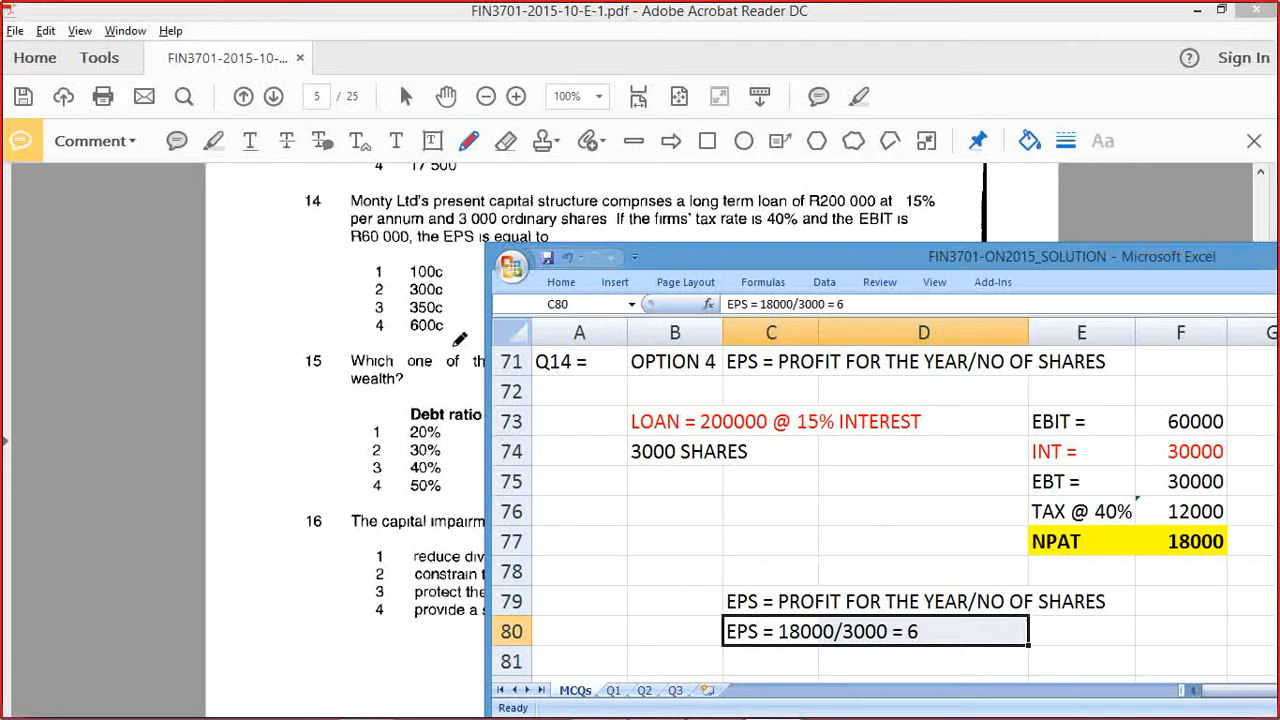 FIN3701-2015-10-E-1.pdf - Adobe Acrobat Reader DC
File Edit View Window Help
Home Tools FIN3701-2015-10-... × ? Sign In
5 / 25 100%
Comment Aa
4 17 500
14 Monty Ltd's present capital structure comprises a long term loan of R200 000 at 15%
per annum and 3 000 ordinary shares If the firms' tax rate is 40% and the EBIT is
R60 000, the EPS is equal to
1 100c
2 300c
3 350c
4 600c
15 Which one of th
wealth?
Debt ratio
1 20%
2 30%
3 40%
4 50%
16 The capital impairm
1 reduce div
2 constrain t
3 protect the
4 provide a s
FIN3701-ON2015_SOLUTION - Microsoft Excel
Home Insert Page Layout Formulas Data Review View Add-Ins
C80 fx EPS = 18000/3000 = 6
A B C D E F G
71 Q14 = OPTION 4 EPS = PROFIT FOR THE YEAR/NO OF SHARES
72
73 LOAN = 200000 @ 15% INTEREST EBIT = 60000
74 3000 SHARES INT = 30000
75 EBT = 30000
76 TAX @ 40% 12000
77 NPAT 18000
78
79 EPS = PROFIT FOR THE YEAR/NO OF SHARES
80 EPS = 18000/3000 = 6
81
MCQs Q1 Q2 Q3
Ready